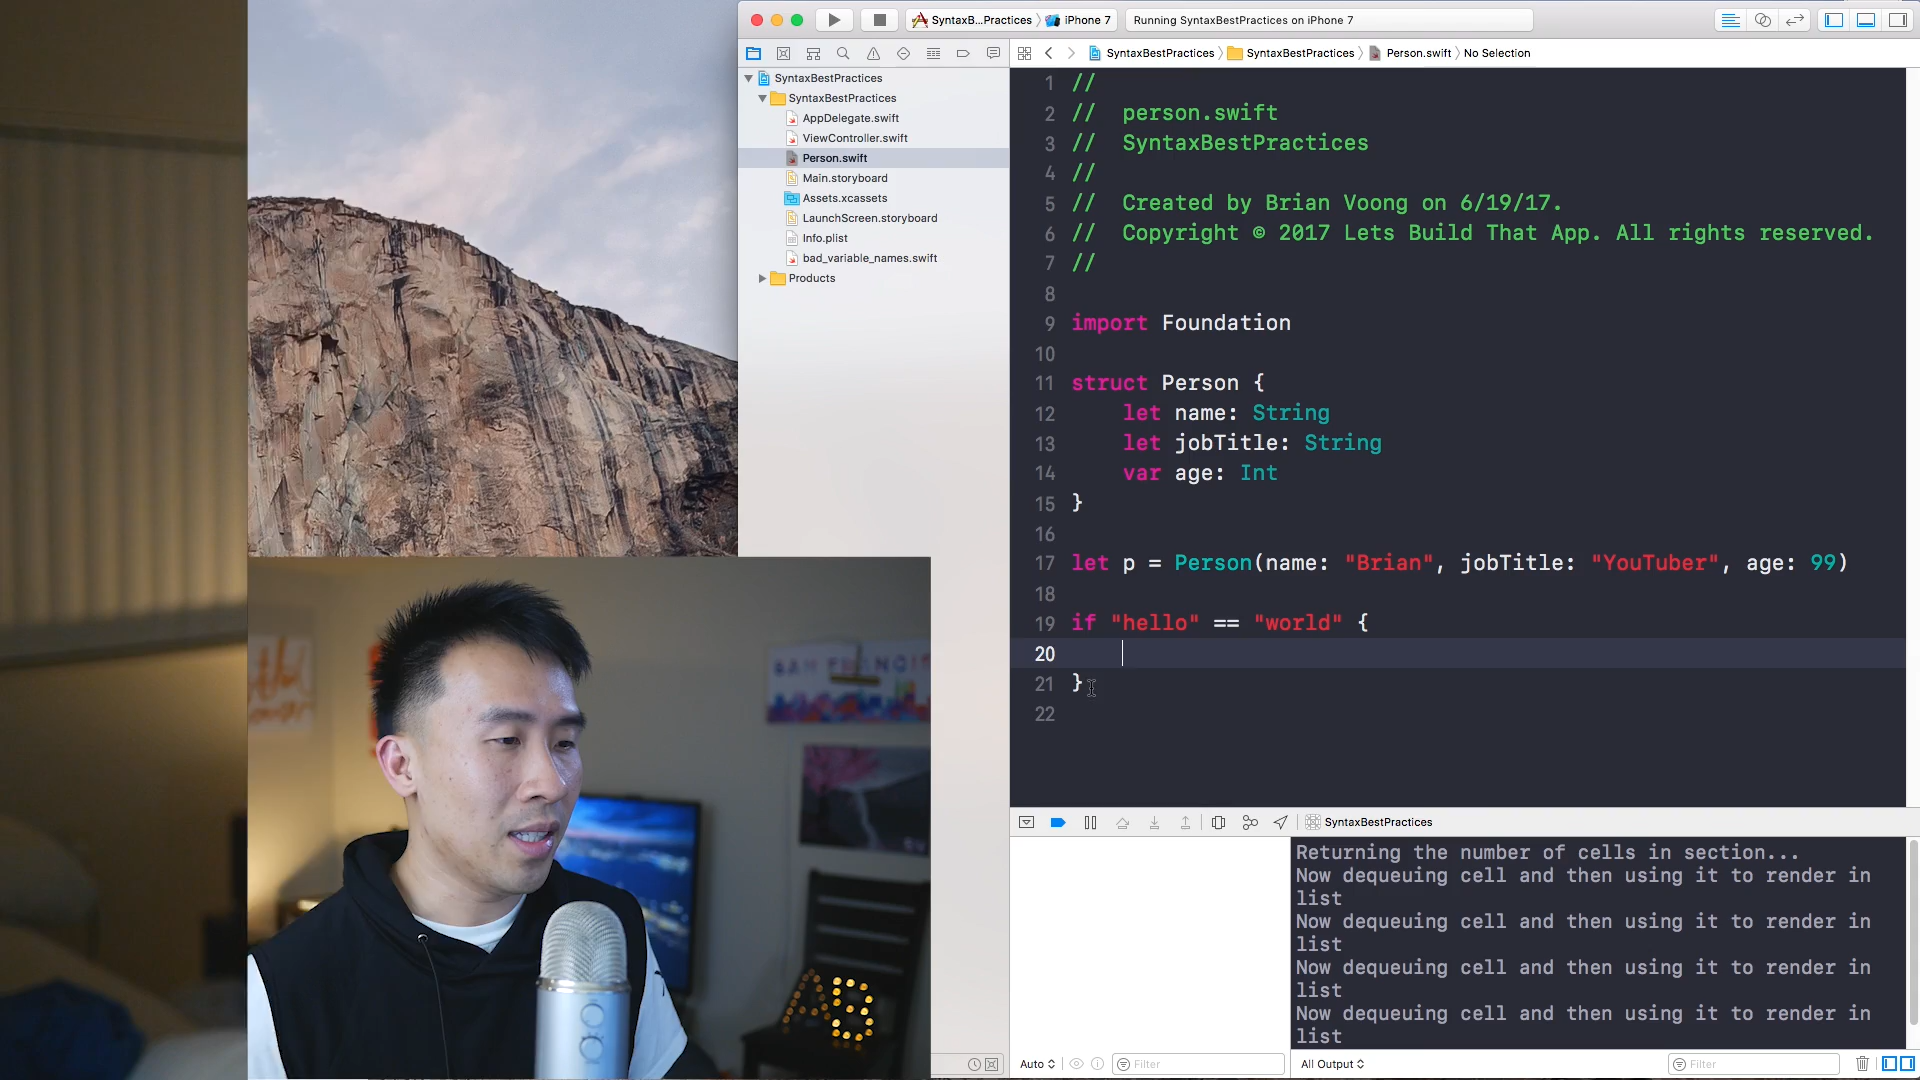 SyntaxB...Practices
iPhone 7
Running SyntaxBestPractices on iPhone 7
SyntaxBestPractices
SyntaxBestPractices
Person.swift
No Selection
SyntaxBestPractices
SyntaxBestPractices
AppDelegate.swift
ViewController.swift
Person.swift
Main.storyboard
Assets.xcassets
LaunchScreen.storyboard
Info.plist
bad_variable_names.swift
Products
1 //
2 // person.swift
3 // SyntaxBestPractices
4 //
5 // Created by Brian Voong on 6/19/17.
6 // Copyright © 2017 Lets Build That App. All rights reserved.
7 //
8
9 import Foundation
10
11 struct Person {
12 let name: String
13 let jobTitle: String
14 var age: Int
15 }
16
17 let p = Person(name: "Brian", jobTitle: "YouTuber", age: 99)
18
19 if "hello" == "world" {
20
21 }
22
SyntaxBestPractices
Returning the number of cells in section...
Now dequeuing cell and then using it to render in
list
Now dequeuing cell and then using it to render in
list
Now dequeuing cell and then using it to render in
list
Now dequeuing cell and then using it to render in
list
Auto
Filter
All Output
Filter
AB